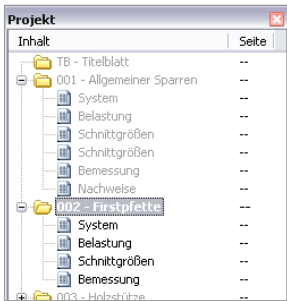 Projekt
Inhalt Seite
TB - Titelblatt --
001 - Allgemeiner Sparren --
System --
Belastung --
Schnittgrößen --
Schnittgrößen --
Bemessung --
Nachweise --
002 - Firstpfette --
System --
Belastung --
Schnittgrößen --
Bemessung --
003 - Holzstütze --